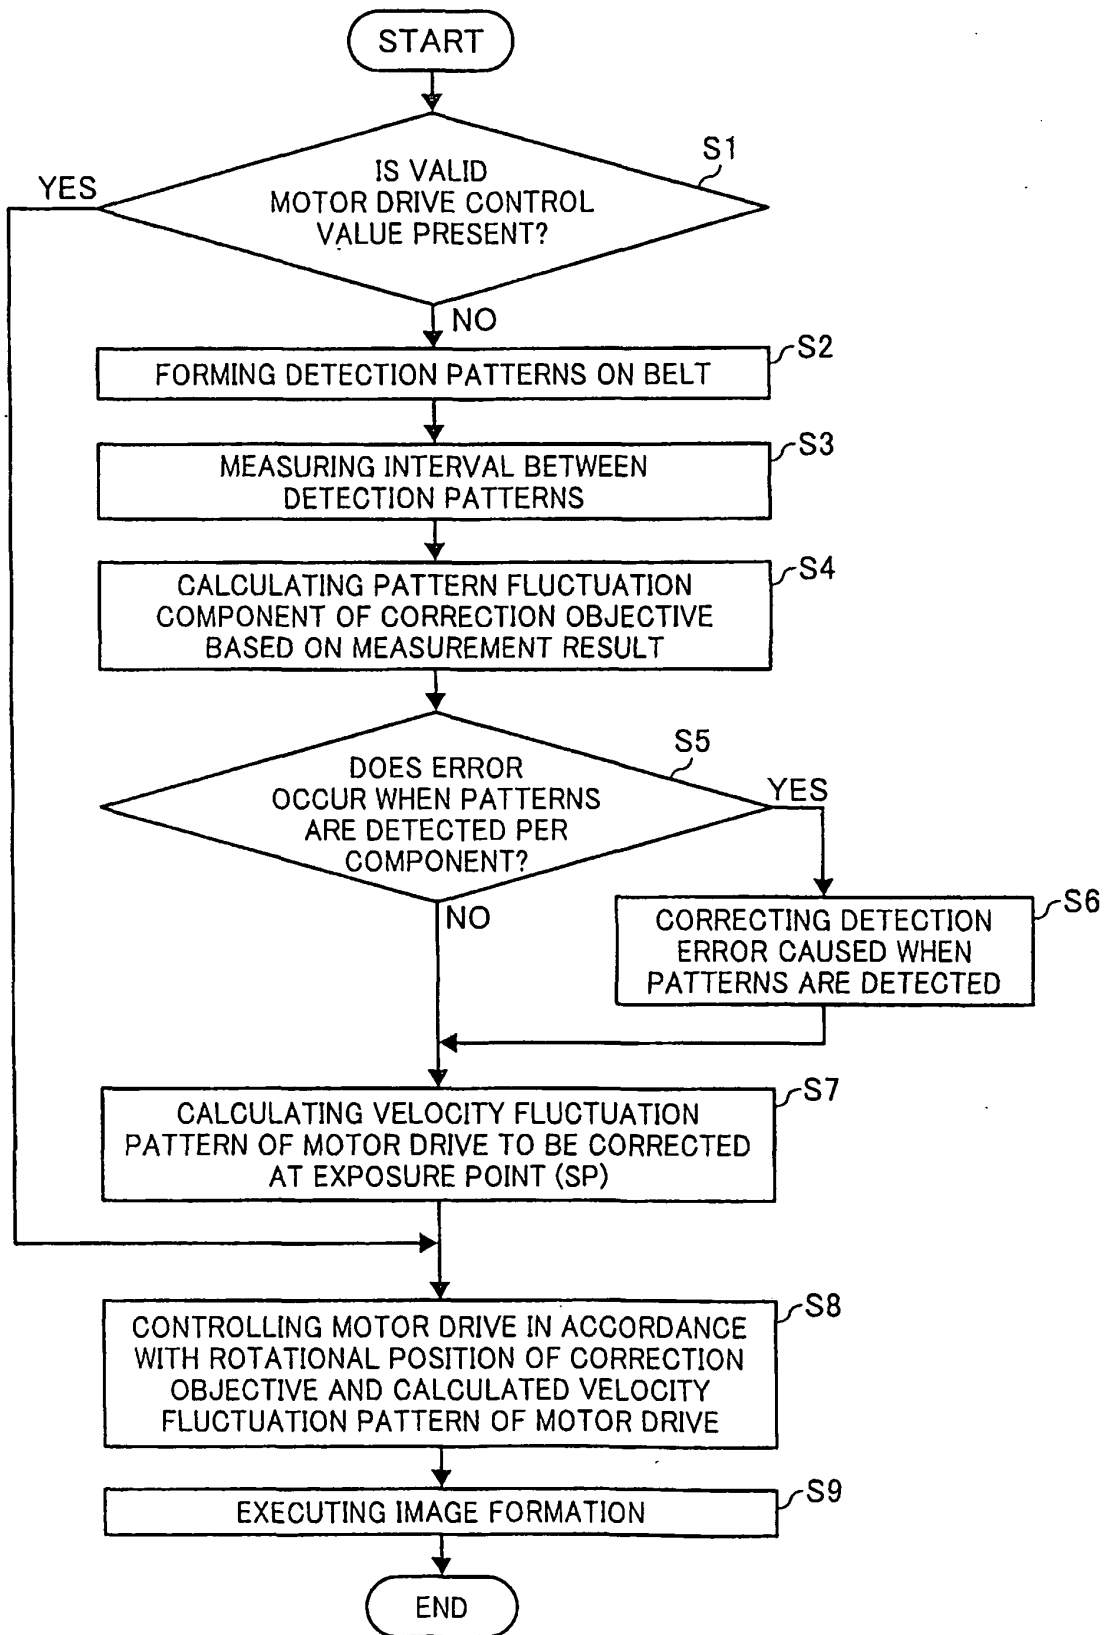 START
S1
IS VALID
MOTOR DRIVE CONTROL
VALUE PRESENT?
YES
NO
S2
FORMING DETECTION PATTERNS ON BELT
S3
MEASURING INTERVAL BETWEEN
DETECTION PATTERNS
S4
CALCULATING PATTERN FLUCTUATION
COMPONENT OF CORRECTION OBJECTIVE
BASED ON MEASUREMENT RESULT
S5
DOES ERROR
OCCUR WHEN PATTERNS
ARE DETECTED PER
COMPONENT?
YES
NO
S6
CORRECTING DETECTION
ERROR CAUSED WHEN
PATTERNS ARE DETECTED
S7
CALCULATING VELOCITY FLUCTUATION
PATTERN OF MOTOR DRIVE TO BE CORRECTED
AT EXPOSURE POINT (SP)
S8
CONTROLLING MOTOR DRIVE IN ACCORDANCE
WITH ROTATIONAL POSITION OF CORRECTION
OBJECTIVE AND CALCULATED VELOCITY
FLUCTUATION PATTERN OF MOTOR DRIVE
S9
EXECUTING IMAGE FORMATION
END